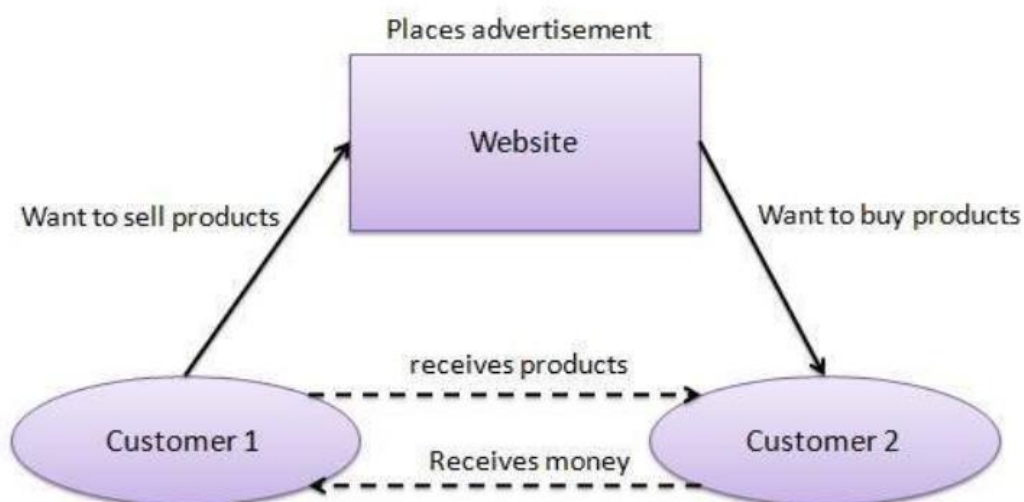 Places advertisement
Website
Want to sell products
Want to buy products
receives products
Customer 1
Customer 2
Receives money